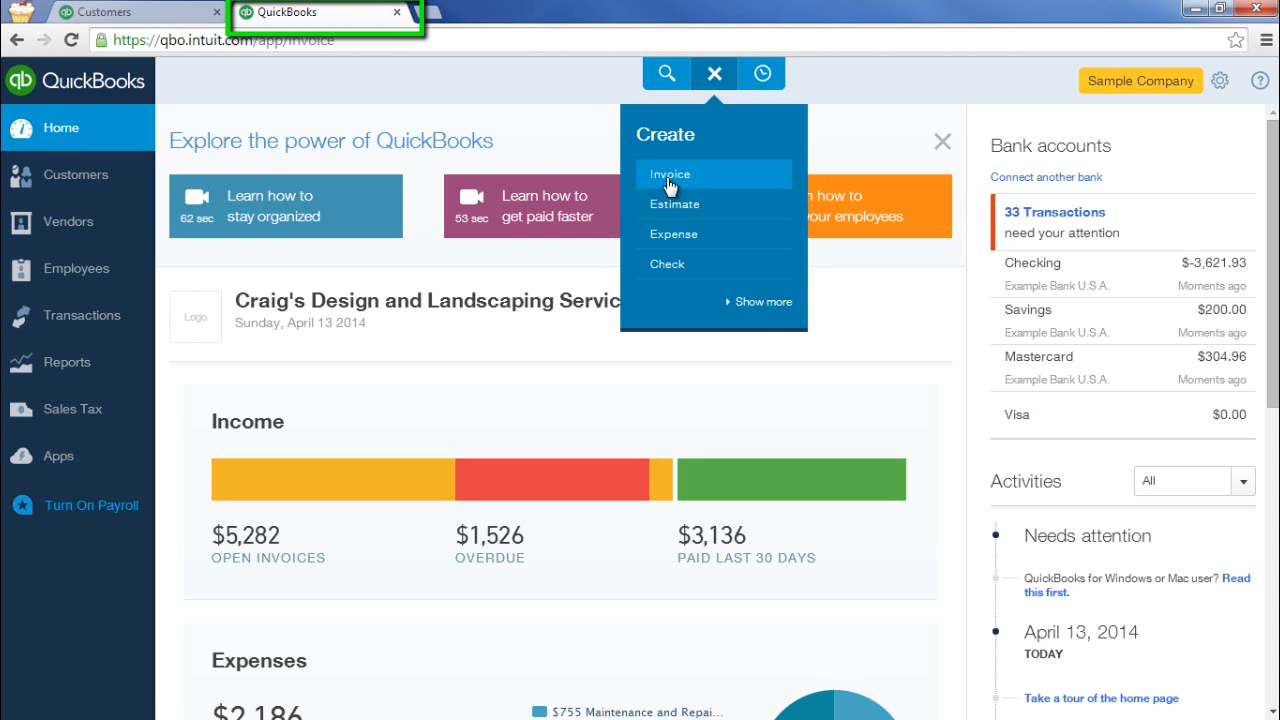 Customers
QuickBooks
https://qbo.intuit.com/app/invoice
qb QuickBooks
Sample Company
?
Home
Customers
Vendors
Employees
Transactions
Reports
Sales Tax
Apps
Turn On Payroll
Explore the power of QuickBooks
62 sec
Learn how to
stay organized
53 sec
Learn how to
get paid faster
how to
your employees
Create
Invoice
Estimate
Expense
Check
Show more
Logo
Craig's Design and Landscaping Servic
Sunday, April 13 2014
Income
$5,282
OPEN INVOICES
$1,526
OVERDUE
$3,136
PAID LAST 30 DAYS
Expenses
$2,186
$755 Maintenance and Repai...
Bank accounts
Connect another bank
33 Transactions
need your attention
Checking $-3,621.93
Example Bank U.S.A. Moments ago
Savings $200.00
Example Bank U.S.A. Moments ago
Mastercard $304.96
Example Bank U.S.A. Moments ago
Visa $0.00
Activities All
Needs attention
QuickBooks for Windows or Mac user? Read
this first.
April 13, 2014
TODAY
Take a tour of the home page